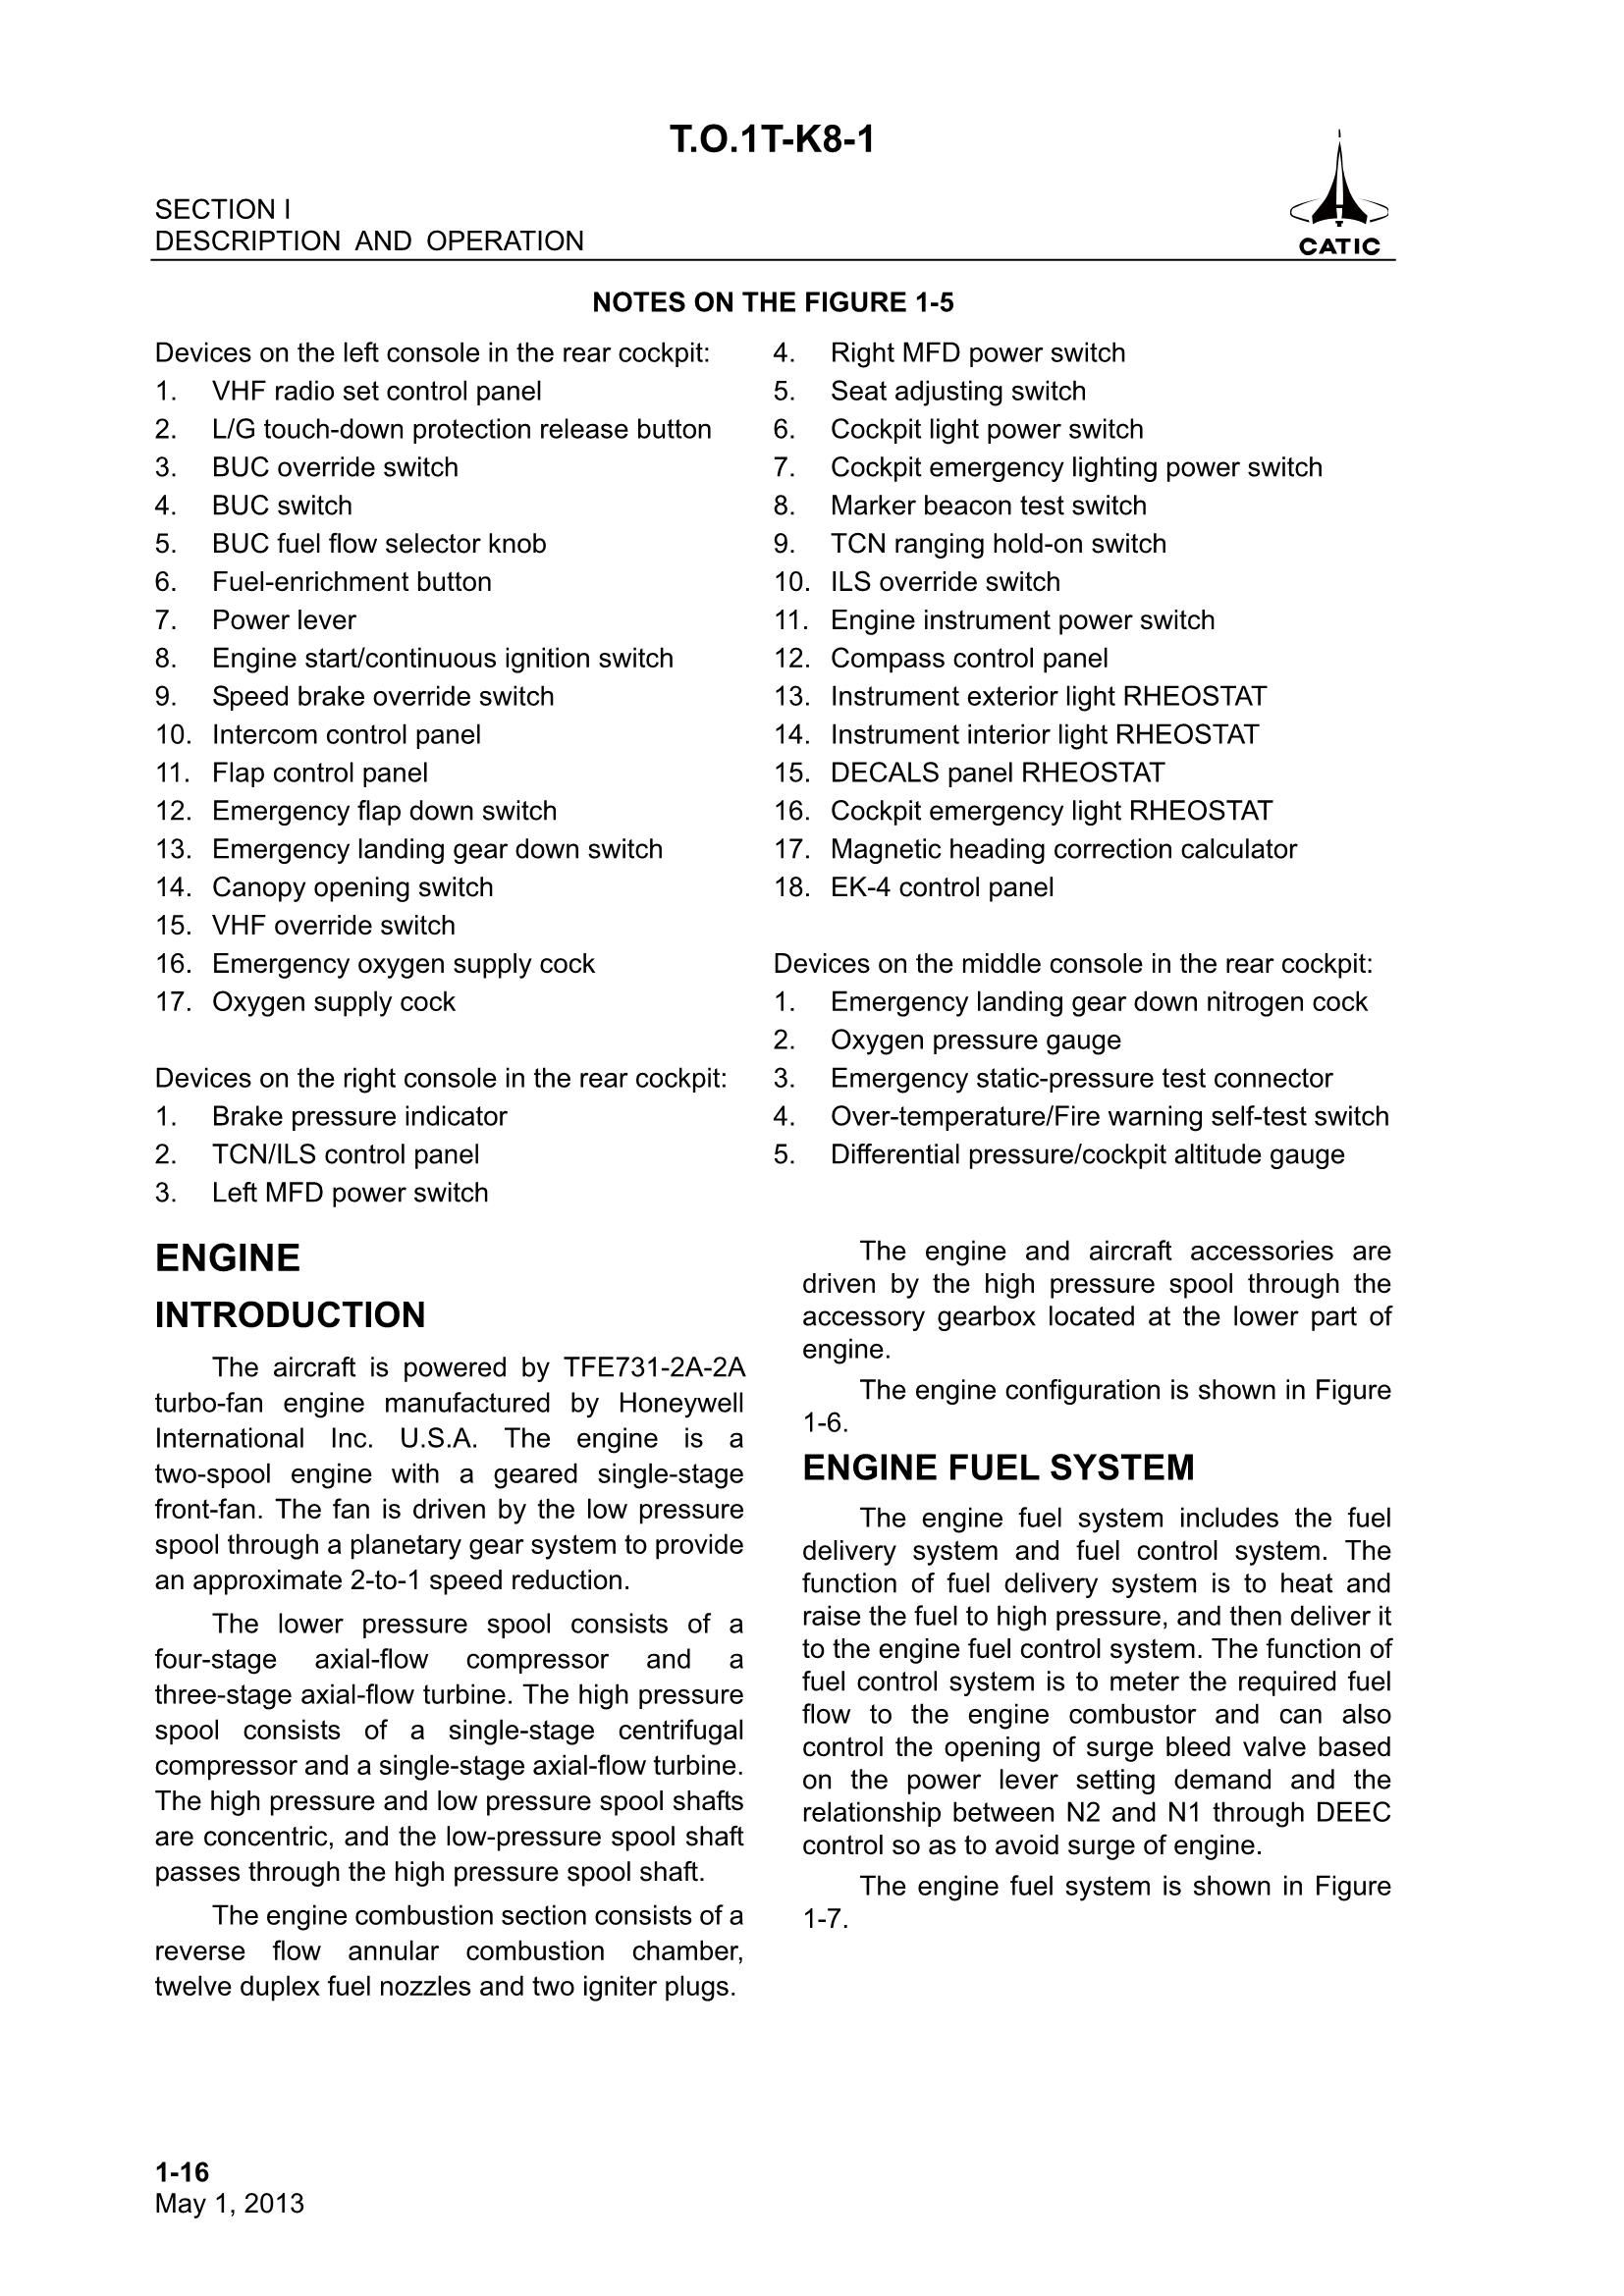 T.O.1T-K8-1
SECTION I
DESCRIPTION AND OPERATION
CATIC
NOTES ON THE FIGURE 1-5
Devices on the left console in the rear cockpit:
1. VHF radio set control panel
2. L/G touch-down protection release button
3. BUC override switch
4. BUC switch
5. BUC fuel flow selector knob
6. Fuel-enrichment button
7. Power lever
8. Engine start/continuous ignition switch
9. Speed brake override switch
10. Intercom control panel
11. Flap control panel
12. Emergency flap down switch
13. Emergency landing gear down switch
14. Canopy opening switch
15. VHF override switch
16. Emergency oxygen supply cock
17. Oxygen supply cock
Devices on the right console in the rear cockpit:
1. Brake pressure indicator
2. TCN/ILS control panel
3. Left MFD power switch
4. Right MFD power switch
5. Seat adjusting switch
6. Cockpit light power switch
7. Cockpit emergency lighting power switch
8. Marker beacon test switch
9. TCN ranging hold-on switch
10. ILS override switch
11. Engine instrument power switch
12. Compass control panel
13. Instrument exterior light RHEOSTAT
14. Instrument interior light RHEOSTAT
15. DECALS panel RHEOSTAT
16. Cockpit emergency light RHEOSTAT
17. Magnetic heading correction calculator
18. EK-4 control panel
Devices on the middle console in the rear cockpit:
1. Emergency landing gear down nitrogen cock
2. Oxygen pressure gauge
3. Emergency static-pressure test connector
4. Over-temperature/Fire warning self-test switch
5. Differential pressure/cockpit altitude gauge
ENGINE
INTRODUCTION
The aircraft is powered by TFE731-2A-2A
turbo-fan engine manufactured by Honeywell
International Inc. U.S.A. The engine is a
two-spool engine with a geared single-stage
front-fan. The fan is driven by the low pressure
spool through a planetary gear system to provide
an approximate 2-to-1 speed reduction.
The lower pressure spool consists of a
four-stage axial-flow compressor and a
three-stage axial-flow turbine. The high pressure
spool consists of a single-stage centrifugal
compressor and a single-stage axial-flow turbine.
The high pressure and low pressure spool shafts
are concentric, and the low-pressure spool shaft
passes through the high pressure spool shaft.
The engine combustion section consists of a
reverse flow annular combustion chamber,
twelve duplex fuel nozzles and two igniter plugs.
The engine and aircraft accessories are
driven by the high pressure spool through the
accessory gearbox located at the lower part of
engine.
The engine configuration is shown in Figure
1-6.
ENGINE FUEL SYSTEM
The engine fuel system includes the fuel
delivery system and fuel control system. The
function of fuel delivery system is to heat and
raise the fuel to high pressure, and then deliver it
to the engine fuel control system. The function of
fuel control system is to meter the required fuel
flow to the engine combustor and can also
control the opening of surge bleed valve based
on the power lever setting demand and the
relationship between N2 and N1 through DEEC
control so as to avoid surge of engine.
The engine fuel system is shown in Figure
1-7.
1-16
May 1, 2013